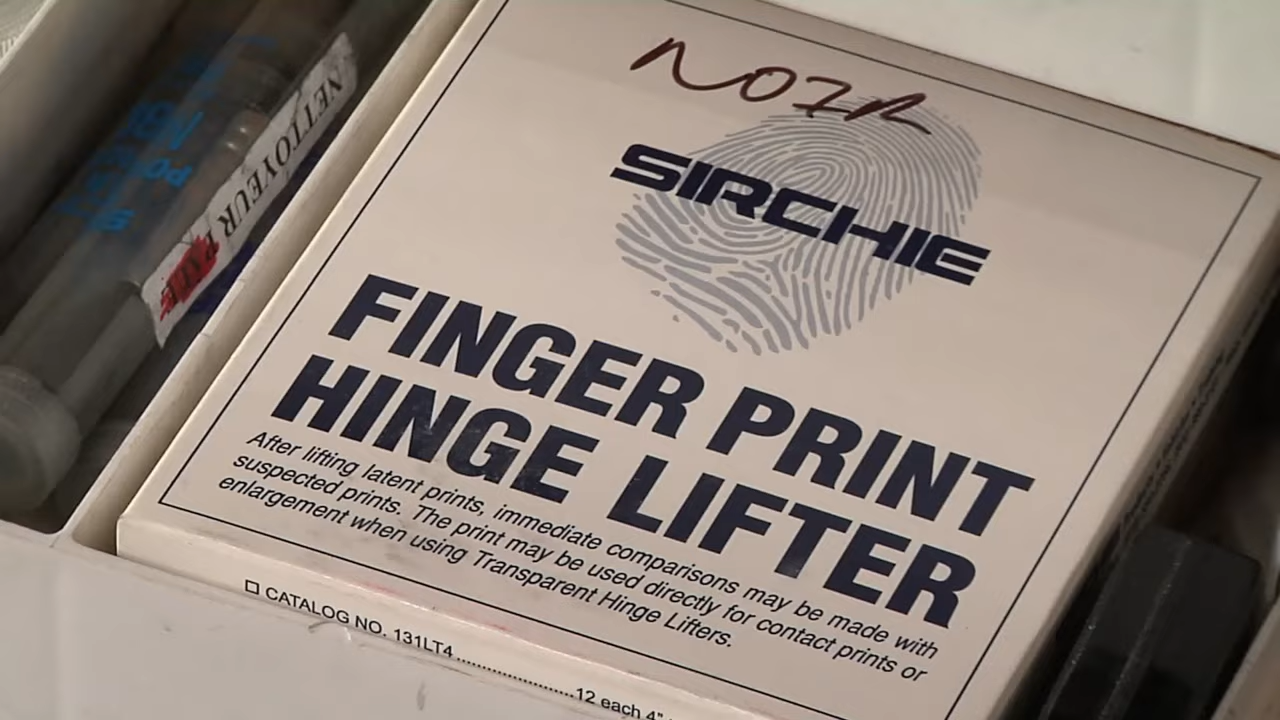 NOIR
SIRCHIE
FINGER PRINT
HINGE LIFTER
After lifting latent prints, immediate comparisons may be made with
suspected prints. The print may be used directly for contact prints or
enlargement when using Transparent Hinge Lifters.
☐ CATALOG NO. 131LT4 ........................12 each 4"
NETTOYEUR